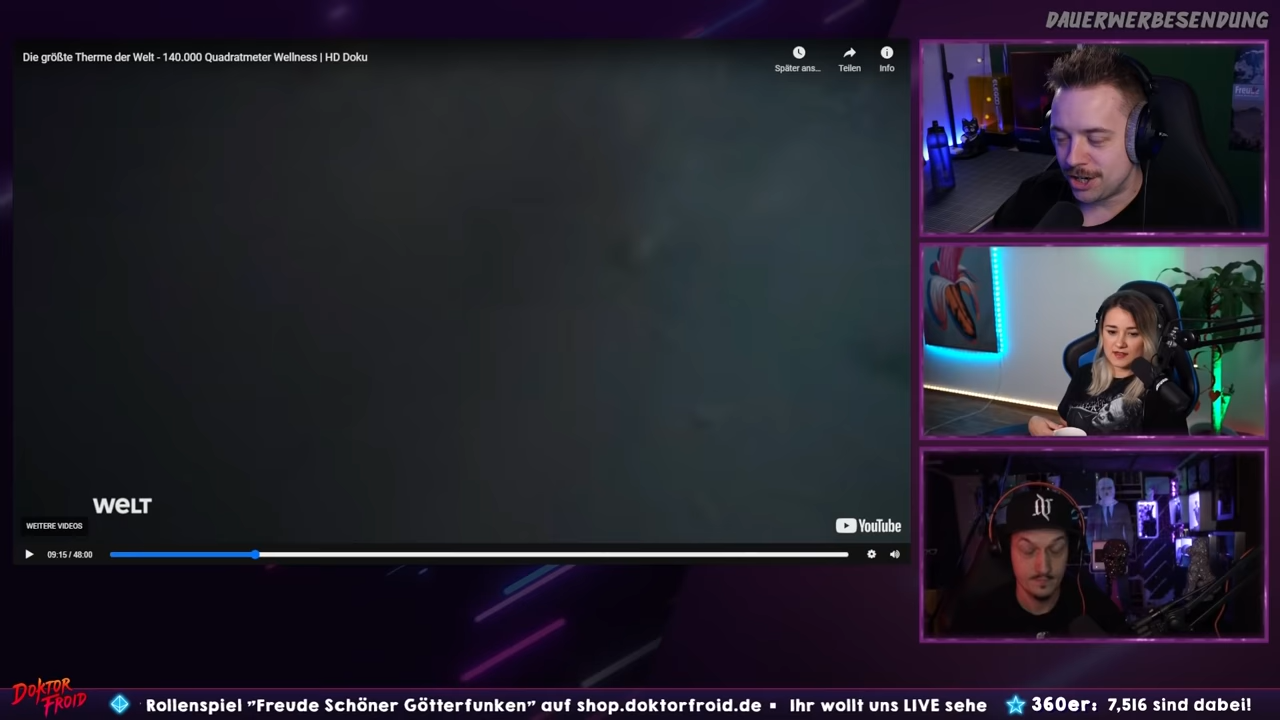 DAUERWERBESENDUNG
Die größte Therme der Welt - 140.000 Quadratmeter Wellness | HD Doku
Später ans...
Teilen
Info
Freude
welt
WEITERE VIDEOS
YouTube
09:15 / 48:00
DOKTOR
FROID
Rollenspiel "Freude Schöner Götterfunken" auf shop.doktorfroid.de ▪ Ihr wollt uns LIVE sehe
360er: 7,516 sind dabei!